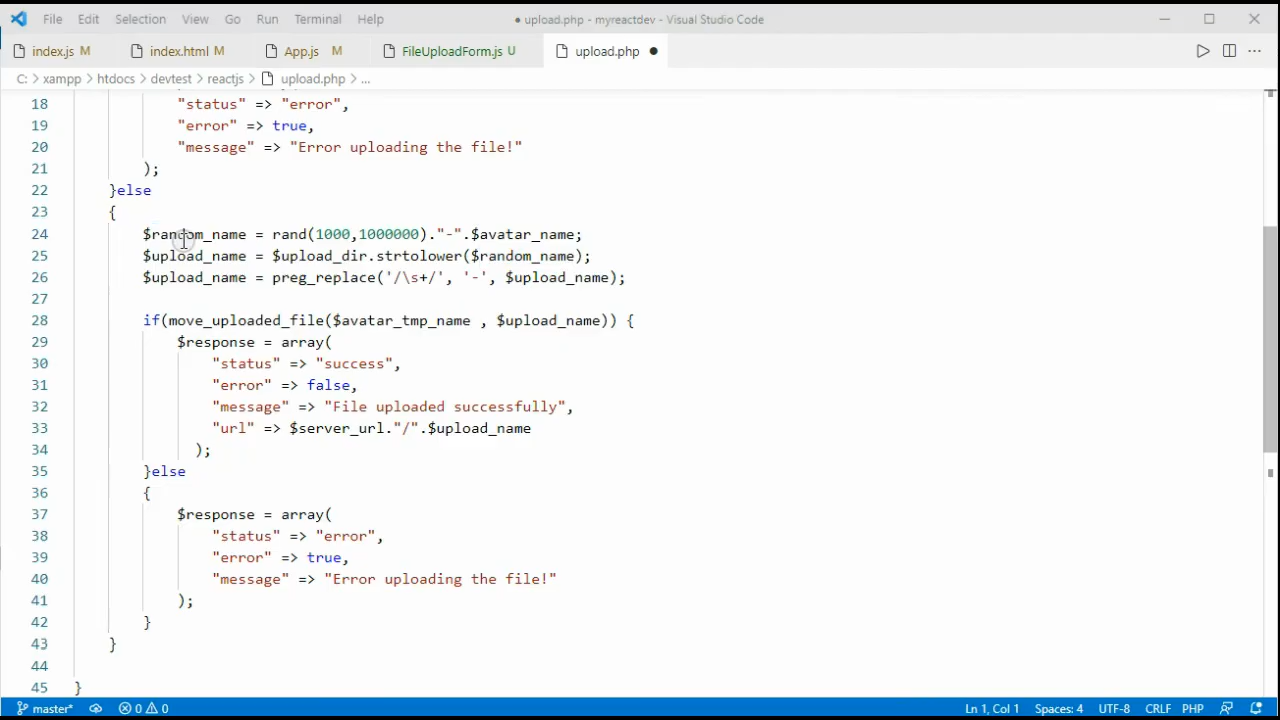 File Edit Selection View Go Run Terminal Help ● upload.php - myreactdev - Visual Studio Code
index.js M index.html M App.js M FileUploadForm.js U upload.php ●
C: > xampp > htdocs > devtest > reactjs > upload.php > ...
18 "status" => "error",
19 "error" => true,
20 "message" => "Error uploading the file!"
21 );
22 }else
23 {
24 $random_name = rand(1000,1000000)."-".$avatar_name;
25 $upload_name = $upload_dir.strtolower($random_name);
26 $upload_name = preg_replace('/\s+/', '-', $upload_name);
27
28 if(move_uploaded_file($avatar_tmp_name , $upload_name)) {
29 $response = array(
30 "status" => "success",
31 "error" => false,
32 "message" => "File uploaded successfully",
33 "url" => $server_url."/".$upload_name
34 );
35 }else
36 {
37 $response = array(
38 "status" => "error",
39 "error" => true,
40 "message" => "Error uploading the file!"
41 );
42 }
43 }
44
45 }
master* 0 0 Ln 1, Col 1 Spaces: 4 UTF-8 CRLF PHP